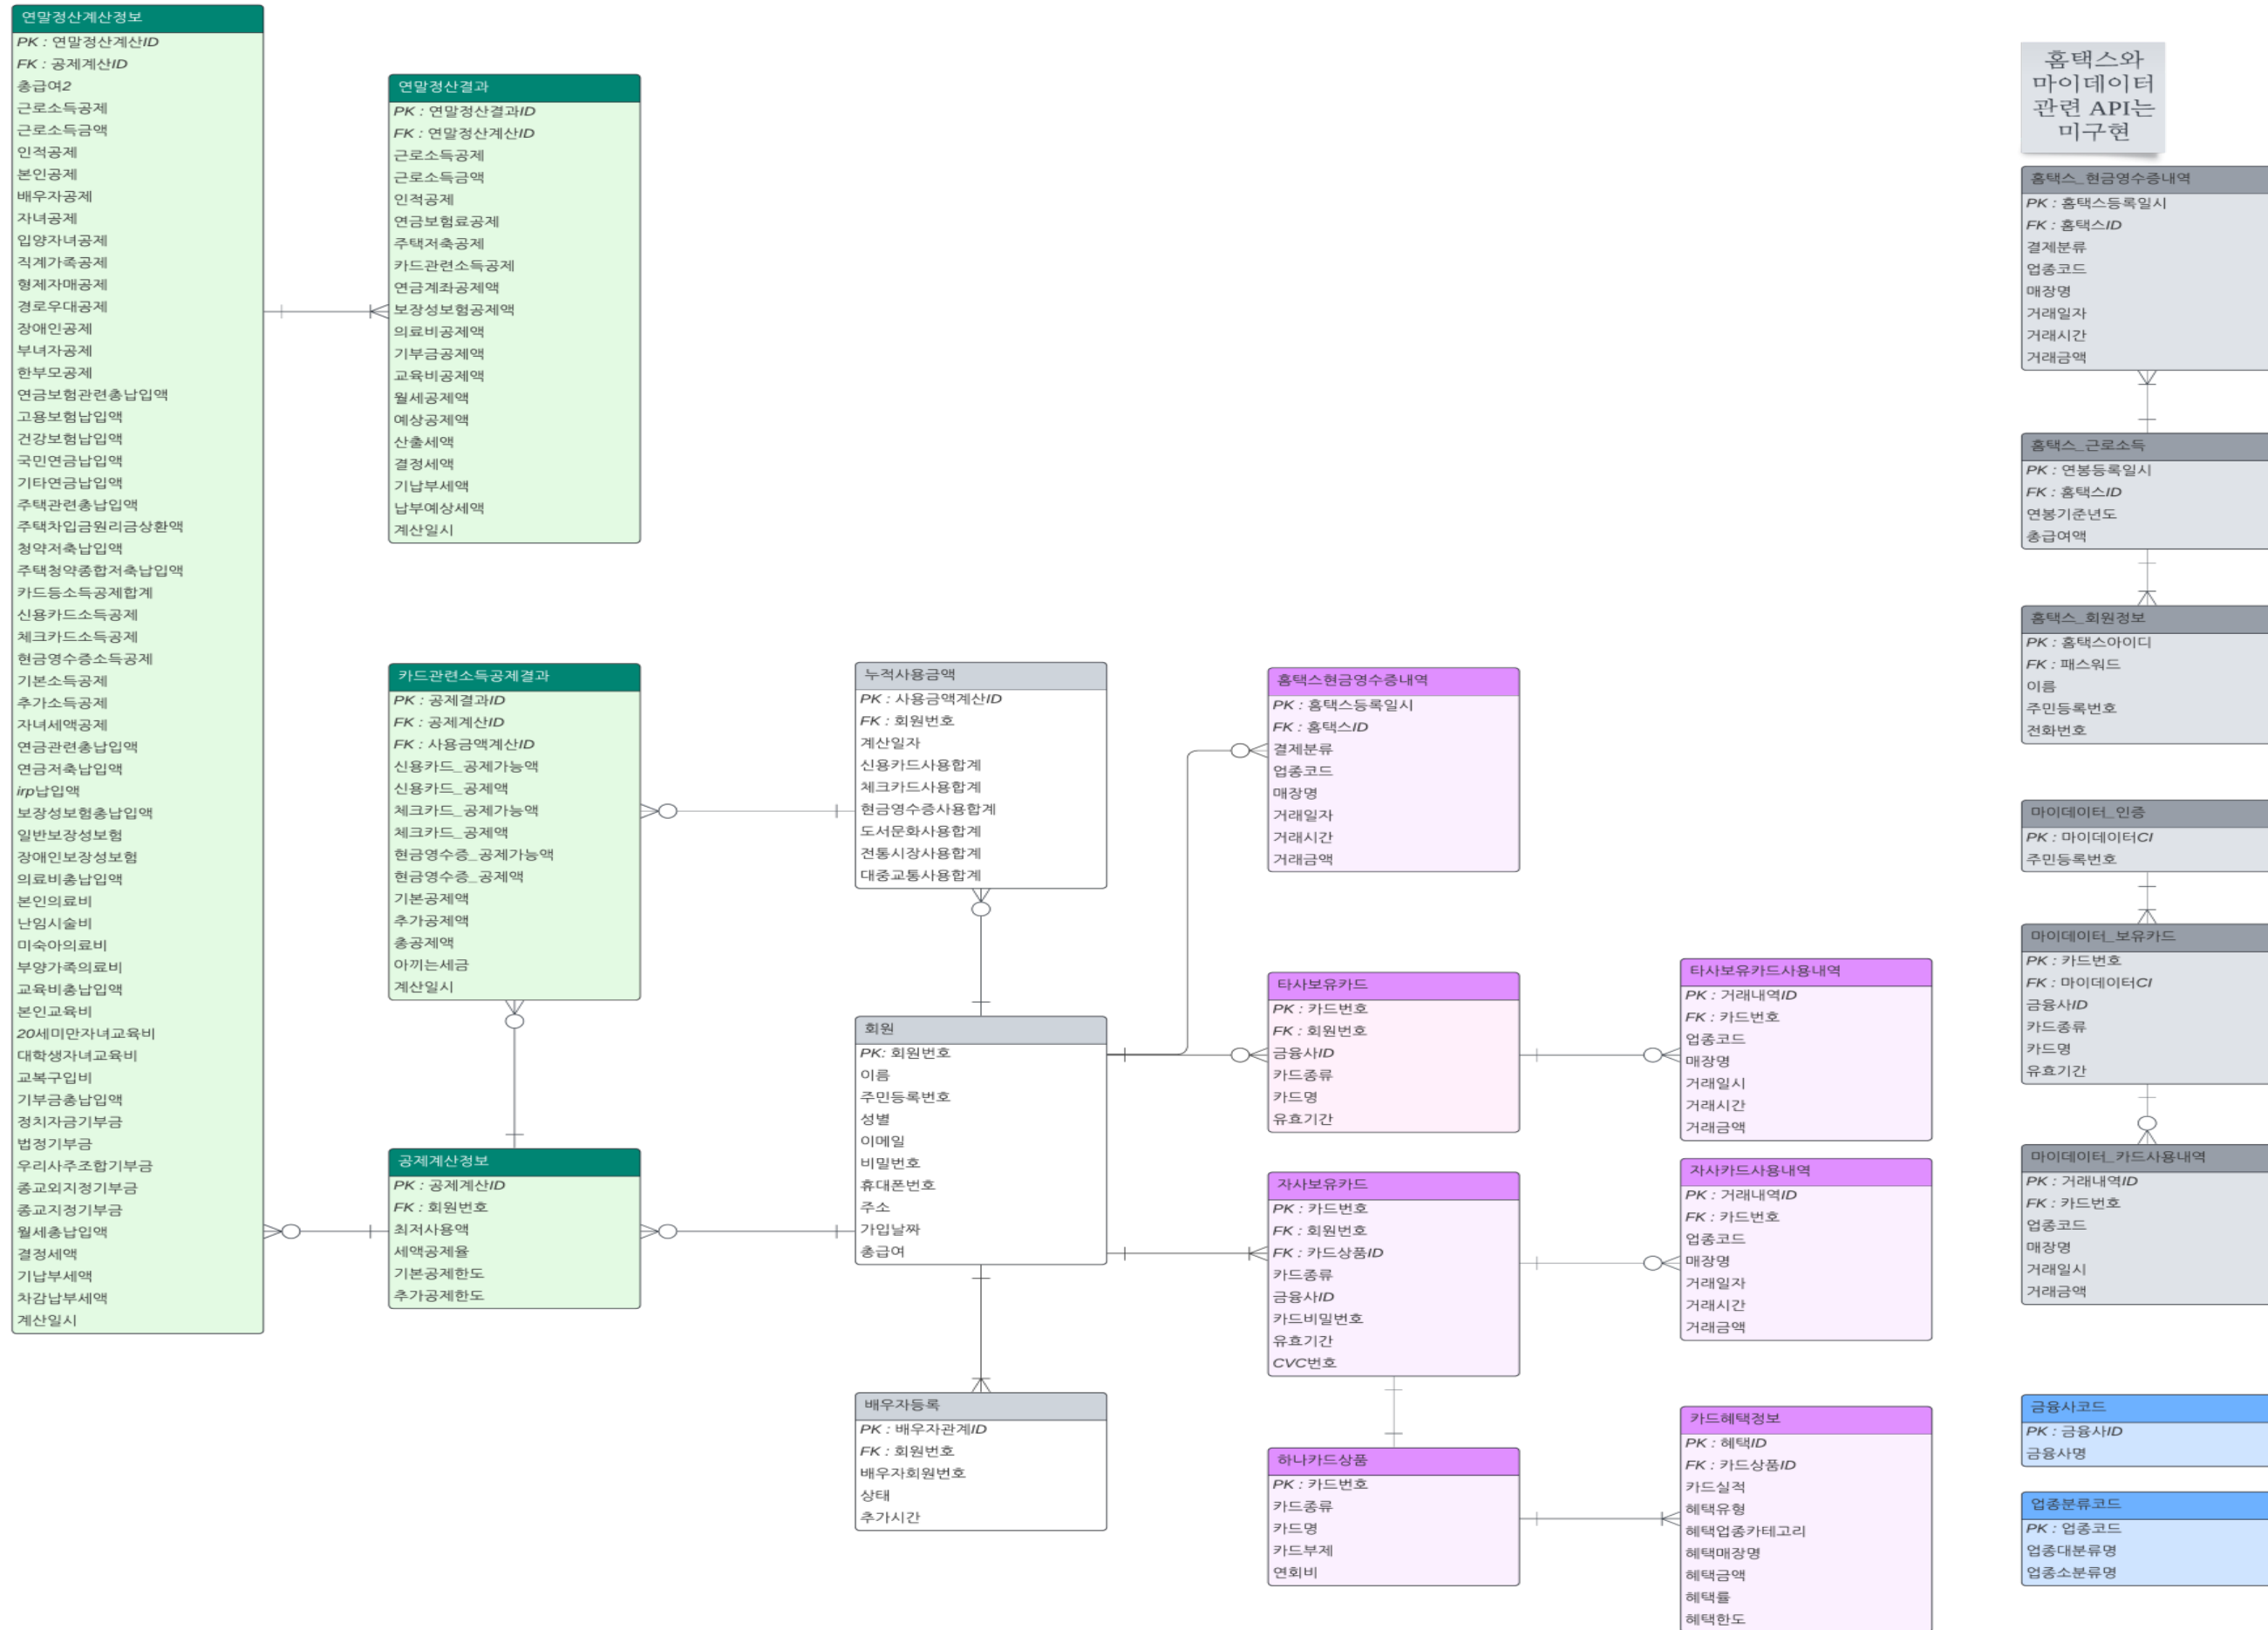 연말정산계산정보
PK : 연말정산계산ID
FK : 공제계산ID
총급여2
근로소득공제
근로소득금액
인적공제
본인공제
배우자공제
자녀공제
입양자녀공제
직계가족공제
형제자매공제
경로우대공제
장애인공제
부녀자공제
한부모공제
연금보험관련총납입액
고용보험납입액
건강보험납입액
국민연금납입액
기타연금납입액
주택관련총납입액
주택차입금원리금상환액
청약저축납입액
주택청약종합저축납입액
카드등소득공제합계
신용카드소득공제
체크카드소득공제
현금영수증소득공제
기본소득공제
추가소득공제
자녀세액공제
연금관련총납입액
연금저축납입액
irp납입액
보장성보험총납입액
일반보장성보험
장애인보장성보험
의료비총납입액
본인의료비
난임시술비
미숙아의료비
부양가족의료비
교육비총납입액
본인교육비
20세미만자녀교육비
대학생자녀교육비
교복구입비
기부금총납입액
정치자금기부금
법정기부금
우리사주조합기부금
종교외지정기부금
종교지정기부금
월세총납입액
결정세액
기납부세액
차감납부세액
계산일시
연말정산결과
PK : 연말정산결과ID
FK : 연말정산계산ID
근로소득공제
근로소득금액
인적공제
연금보험료공제
주택저축공제
카드관련소득공제
연금계좌공제액
보장성보험공제액
의료비공제액
기부금공제액
교육비공제액
월세공제액
예상공제액
산출세액
결정세액
기납부세액
납부예상세액
계산일시
카드관련소득공제결과
PK : 공제결과ID
FK : 공제계산ID
FK : 사용금액계산ID
신용카드_공제가능액
신용카드_공제액
체크카드_공제가능액
체크카드_공제액
현금영수증_공제가능액
현금영수증_공제액
기본공제액
추가공제액
총공제액
아끼는세금
계산일시
공제계산정보
PK : 공제계산ID
FK : 회원번호
최저사용액
세액공제율
기본공제한도
추가공제한도
누적사용금액
PK : 사용금액계산ID
FK : 회원번호
계산일자
신용카드사용합계
체크카드사용합계
현금영수증사용합계
도서문화사용합계
전통시장사용합계
대중교통사용합계
회원
PK: 회원번호
이름
주민등록번호
성별
이메일
비밀번호
휴대폰번호
주소
가입날짜
총급여
배우자등록
PK : 배우자관계ID
FK : 회원번호
배우자회원번호
상태
추가시간
홈택스현금영수증내역
PK : 홈택스등록일시
FK : 홈택스ID
결제분류
업종코드
매장명
거래일자
거래시간
거래금액
타사보유카드
PK : 카드번호
FK : 회원번호
금융사ID
카드종류
카드명
유효기간
자사보유카드
PK : 카드번호
FK : 회원번호
FK : 카드상품ID
카드종류
금융사ID
카드비밀번호
유효기간
CVC번호
하나카드상품
PK : 카드번호
카드종류
카드명
카드부제
연회비
타사보유카드사용내역
PK : 거래내역ID
FK : 카드번호
업종코드
매장명
거래일시
거래시간
거래금액
자사카드사용내역
PK : 거래내역ID
FK : 카드번호
업종코드
매장명
거래일자
거래시간
거래금액
카드혜택정보
PK : 혜택ID
FK : 카드상품ID
카드실적
혜택유형
혜택업종카테고리
혜택매장명
혜택금액
혜택률
혜택한도
홈택스와
마이데이터
관련 API는
미구현
홈택스_현금영수증내역
PK : 홈택스등록일시
FK : 홈택스ID
결제분류
업종코드
매장명
거래일자
거래시간
거래금액
홈택스_근로소득
PK : 연봉등록일시
FK : 홈택스ID
연봉기준년도
총급여액
홈택스_회원정보
PK : 홈택스아이디
FK : 패스워드
이름
주민등록번호
전화번호
마이데이터_인증
PK : 마이데이터CI
주민등록번호
마이데이터_보유카드
PK : 카드번호
FK : 마이데이터CI
금융사ID
카드종류
카드명
유효기간
마이데이터_카드사용내역
PK : 거래내역ID
FK : 카드번호
업종코드
매장명
거래일시
거래금액
금융사코드
PK : 금융사ID
금융사명
업종분류코드
PK : 업종코드
업종대분류명
업종소분류명